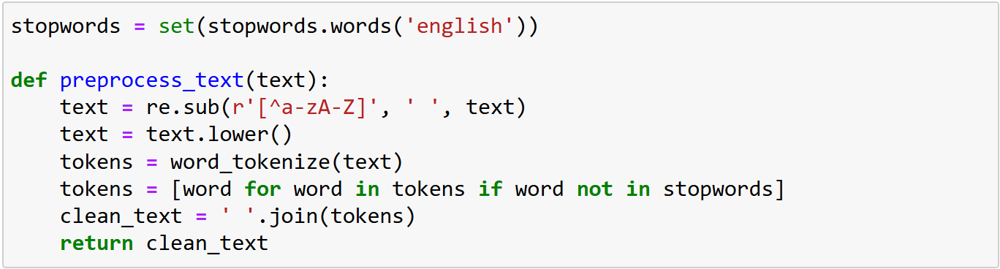 stopwords = set(stopwords.words('english'))

def preprocess_text(text):
    text = re.sub(r'[^a-zA-Z]', ' ', text)
    text = text.lower()
    tokens = word_tokenize(text)
    tokens = [word for word in tokens if word not in stopwords]
    clean_text = ' '.join(tokens)
    return clean_text